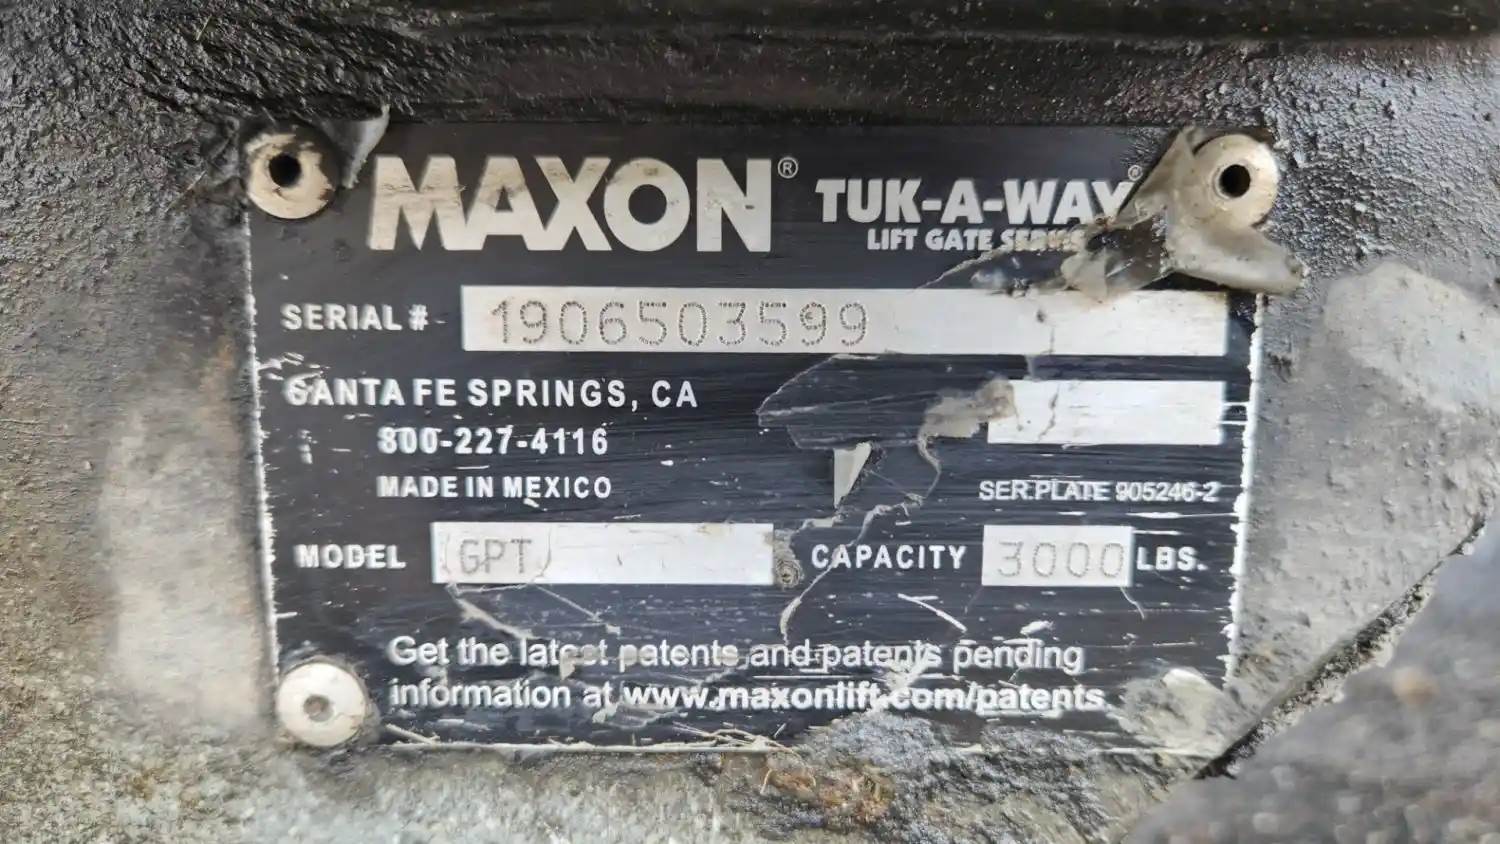 MAXON® TUK-A-WAY®
LIFT GATE SERIES
SERIAL # 1906503599
SANTA FE SPRINGS, CA
800-227-4116
MADE IN MEXICO
SER.PLATE 905246-2
MODEL (GPT)
CAPACITY 3000 LBS.
Get the latest patents and patents pending
information at www.maxonlift.com/patents.